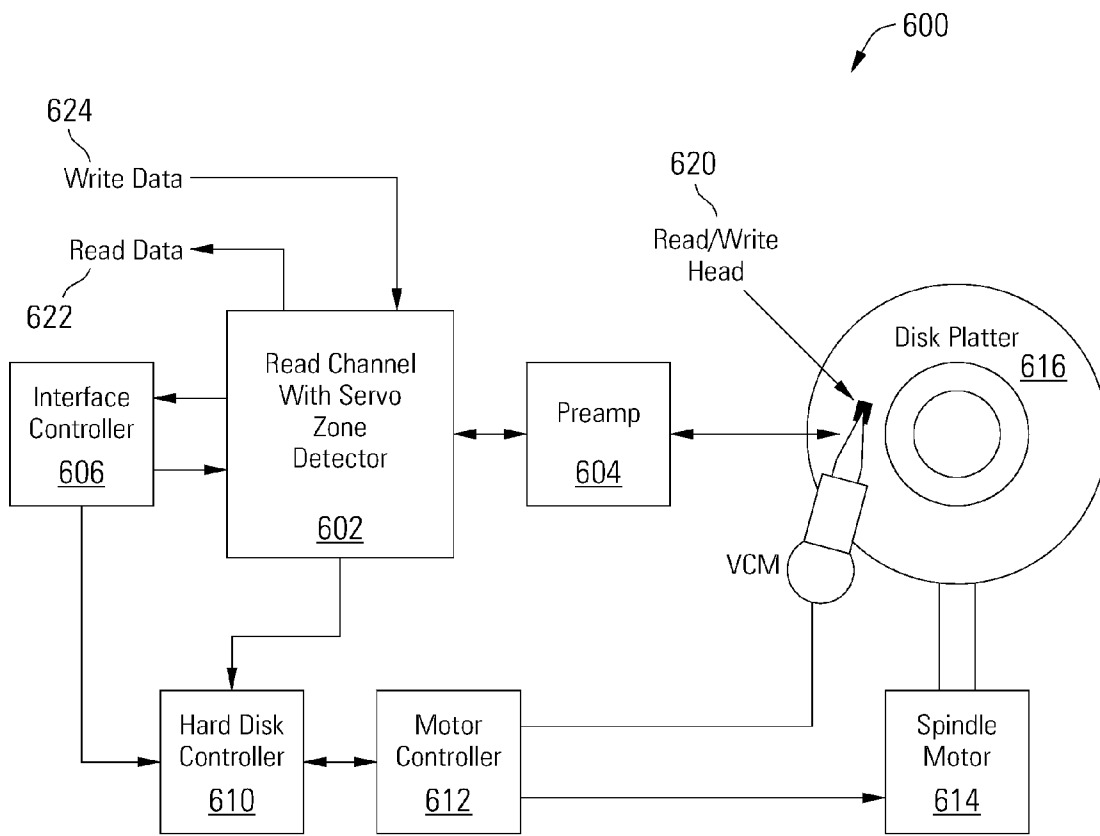 600
624
Write Data
Read Data
622
620
Read/Write
Head
Disk Platter
616
Interface
Controller
606
Read Channel
With Servo
Zone
Detector
602
Preamp
604
VCM
Hard Disk
Controller
610
Motor
Controller
612
Spindle
Motor
614